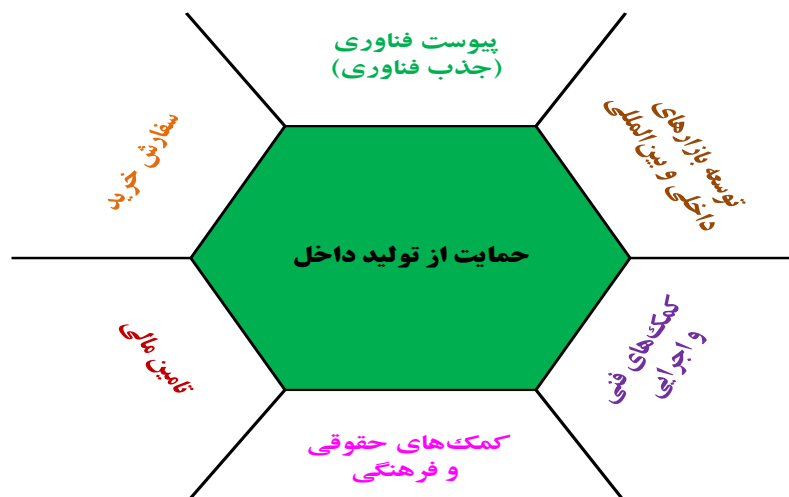 پیوست فناوری
(جذب فناوری)
توسعه بازارهای
داخلی و بین‌المللی
کمک‌های فنی
و اجرایی
کمک‌های حقوقی
و فرهنگی
تامین مالی
سفارش خرید
حمایت از تولید داخل